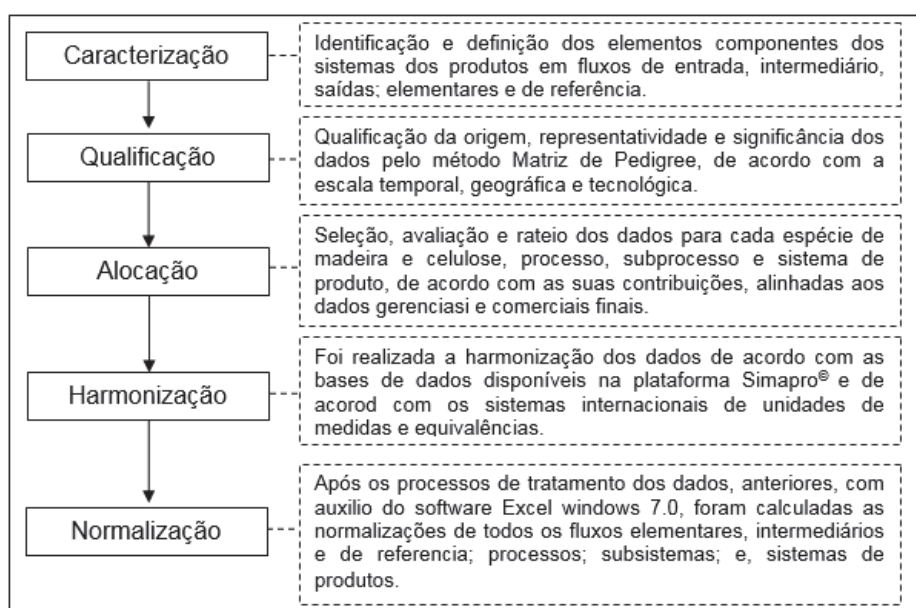 Caracterização
Identificação e definição dos elementos componentes dos
sistemas dos produtos em fluxos de entrada, intermediário,
saídas; elementares e de referência.
Qualificação
Qualificação da origem, representatividade e significância dos
dados pelo método Matriz de Pedigree, de acordo com a
escala temporal, geográfica e tecnológica.
Alocação
Seleção, avaliação e rateio dos dados para cada espécie de
madeira e celulose, processo, subprocesso e sistema de
produto, de acordo com as suas contribuições, alinhadas aos
dados gerenciasi e comerciais finais.
Harmonização
Foi realizada a harmonização dos dados de acordo com as
bases de dados disponíveis na plataforma Simapro© e de
acorod com os sistemas internacionais de unidades de
medidas e equivalências.
Normalização
Após os processos de tratamento dos dados, anteriores, com
auxilio do software Excel windows 7.0, foram calculadas as
normalizações de todos os fluxos elementares, intermediários
e de referencia; processos; subsistemas; e, sistemas de
produtos.